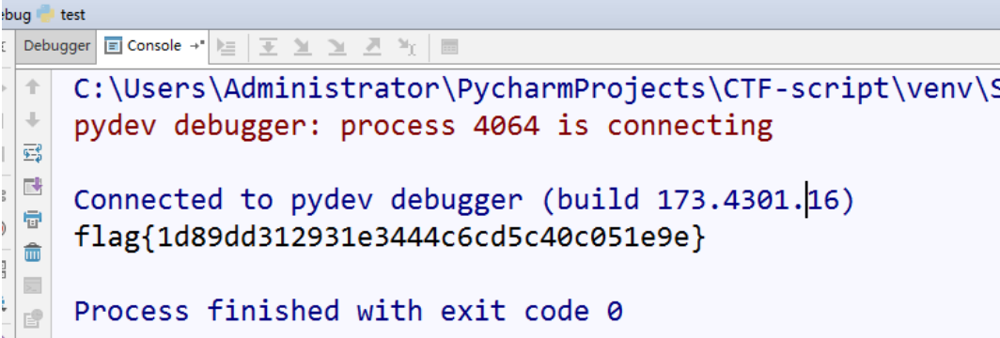 ebug test
Debugger Console
C:\Users\Administrator\PycharmProjects\CTF-script\venv\S
pydev debugger: process 4064 is connecting
Connected to pydev debugger (build 173.4301.16)
flag{1d89dd312931e3444c6cd5c40c051e9e}
Process finished with exit code 0